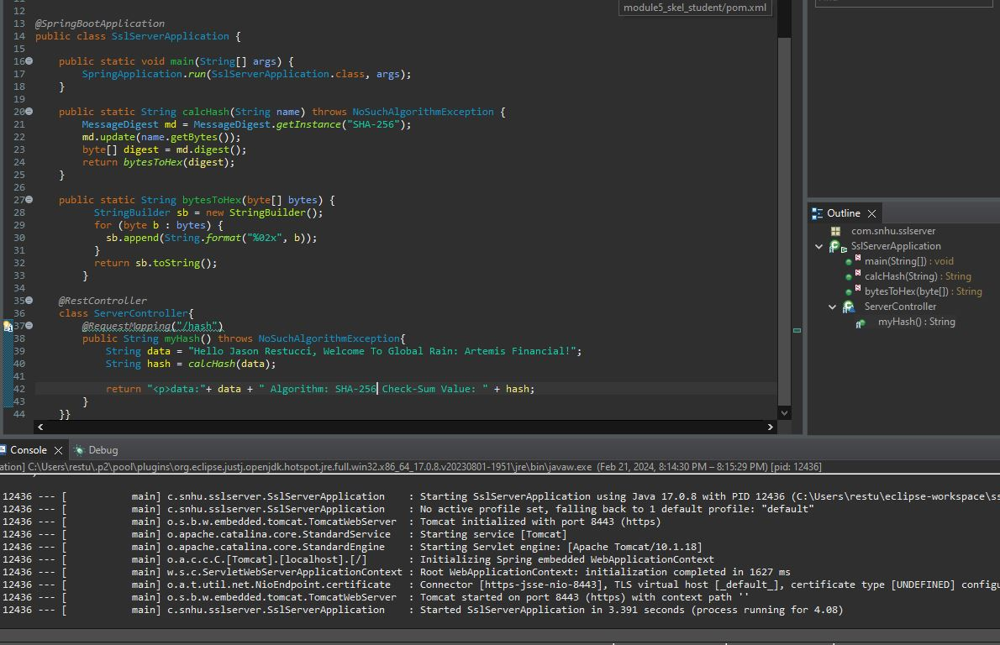 module5_skel_student/pom.xml
12
13 @SpringBootApplication
14 public class SslServerApplication {
15
16 public static void main(String[] args) {
17 SpringApplication.run(SslServerApplication.class, args);
18 }
19
20 public static String calcHash(String name) throws NoSuchAlgorithmException {
21 MessageDigest md = MessageDigest.getInstance("SHA-256");
22 md.update(name.getBytes());
23 byte[] digest = md.digest();
24 return bytesToHex(digest);
25 }
26
27 public static String bytesToHex(byte[] bytes) {
28 StringBuilder sb = new StringBuilder();
29 for (byte b : bytes) {
30 sb.append(String.format("%02x", b));
31 }
32 return sb.toString();
33 }
34
35 @RestController
36 class ServerController{
37 @RequestMapping("/hash")
38 public String myHash() throws NoSuchAlgorithmException{
39 String data = "Hello Jason Restucci, Welcome To Global Rain: Artemis Financial!";
40 String hash = calcHash(data);
41
42 return "<p>data:"+ data + " Algorithm: SHA-256 Check-Sum Value: " + hash;
43 }
44 }}
Outline
com.snhu.sslserver
SslServerApplication
main(String[]) : void
calcHash(String) : String
bytesToHex(byte[]) : String
ServerController
myHash() : String
Console
Debug
ation] C:\Users\restu\.p2\pool\plugins\org.eclipse.justj.openjdk.hotspot.jre.full.win32.x86_64_17.0.8.v20230801-1951\jre\bin\javaw.exe (Feb 21, 2024, 8:14:30 PM – 8:15:29 PM) [pid: 12436]
12436 --- [ main] c.snhu.sslserver.SslServerApplication : Starting SslServerApplication using Java 17.0.8 with PID 12436 (C:\Users\restu\eclipse-workspace\ss
12436 --- [ main] c.snhu.sslserver.SslServerApplication : No active profile set, falling back to 1 default profile: "default"
12436 --- [ main] o.s.b.w.embedded.tomcat.TomcatWebServer : Tomcat initialized with port 8443 (https)
12436 --- [ main] o.apache.catalina.core.StandardService : Starting service [Tomcat]
12436 --- [ main] o.apache.catalina.core.StandardEngine : Starting Servlet engine: [Apache Tomcat/10.1.18]
12436 --- [ main] o.a.c.c.C.[Tomcat].[localhost].[/] : Initializing Spring embedded WebApplicationContext
12436 --- [ main] w.s.c.ServletWebServerApplicationContext : Root WebApplicationContext: initialization completed in 1627 ms
12436 --- [ main] o.a.t.util.net.NioEndpoint.certificate : Connector [https-jsse-nio-8443], TLS virtual host [_default_], certificate type [UNDEFINED] configu
12436 --- [ main] o.s.b.w.embedded.tomcat.TomcatWebServer : Tomcat started on port 8443 (https) with context path ''
12436 --- [ main] c.snhu.sslserver.SslServerApplication : Started SslServerApplication in 3.391 seconds (process running for 4.08)